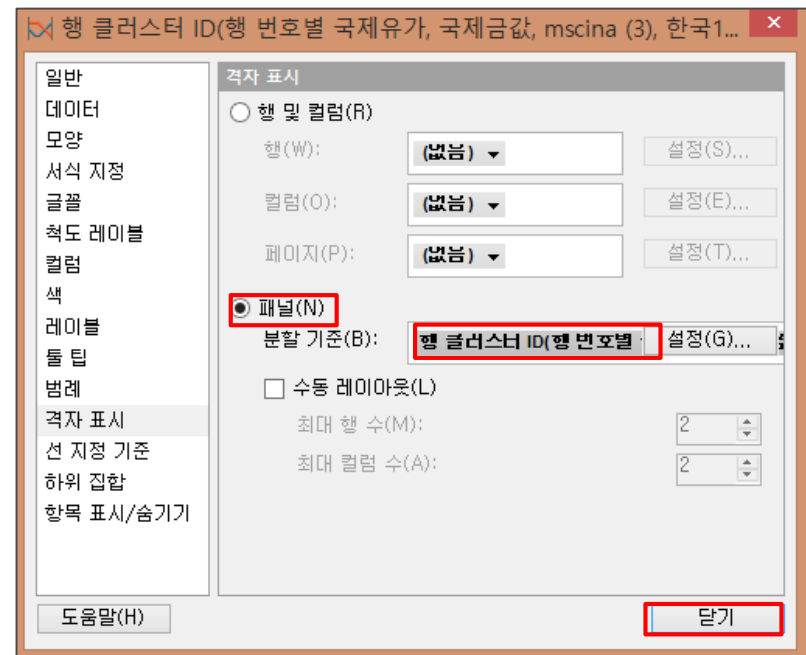 행 클러스터 ID(행 번호별 국제유가, 국제금값, mscina (3), 한국1...
일반
데이터
모양
서식 지정
글꼴
척도 레이블
컬럼
색
레이블
툴 팁
범례
격자 표시
선 지정 기준
하위 집합
항목 표시/숨기기
격자 표시
행 및 컬럼(R)
행(W): (없음) 설정(S)...
컬럼(O): (없음) 설정(E)...
페이지(P): (없음) 설정(T)...
패널(N)
분할 기준(B): 행 클러스터 ID(행 번호별 설정(G)...
수동 레이아웃(L)
최대 행 수(M): 2
최대 컬럼 수(A): 2
도움말(H) 닫기